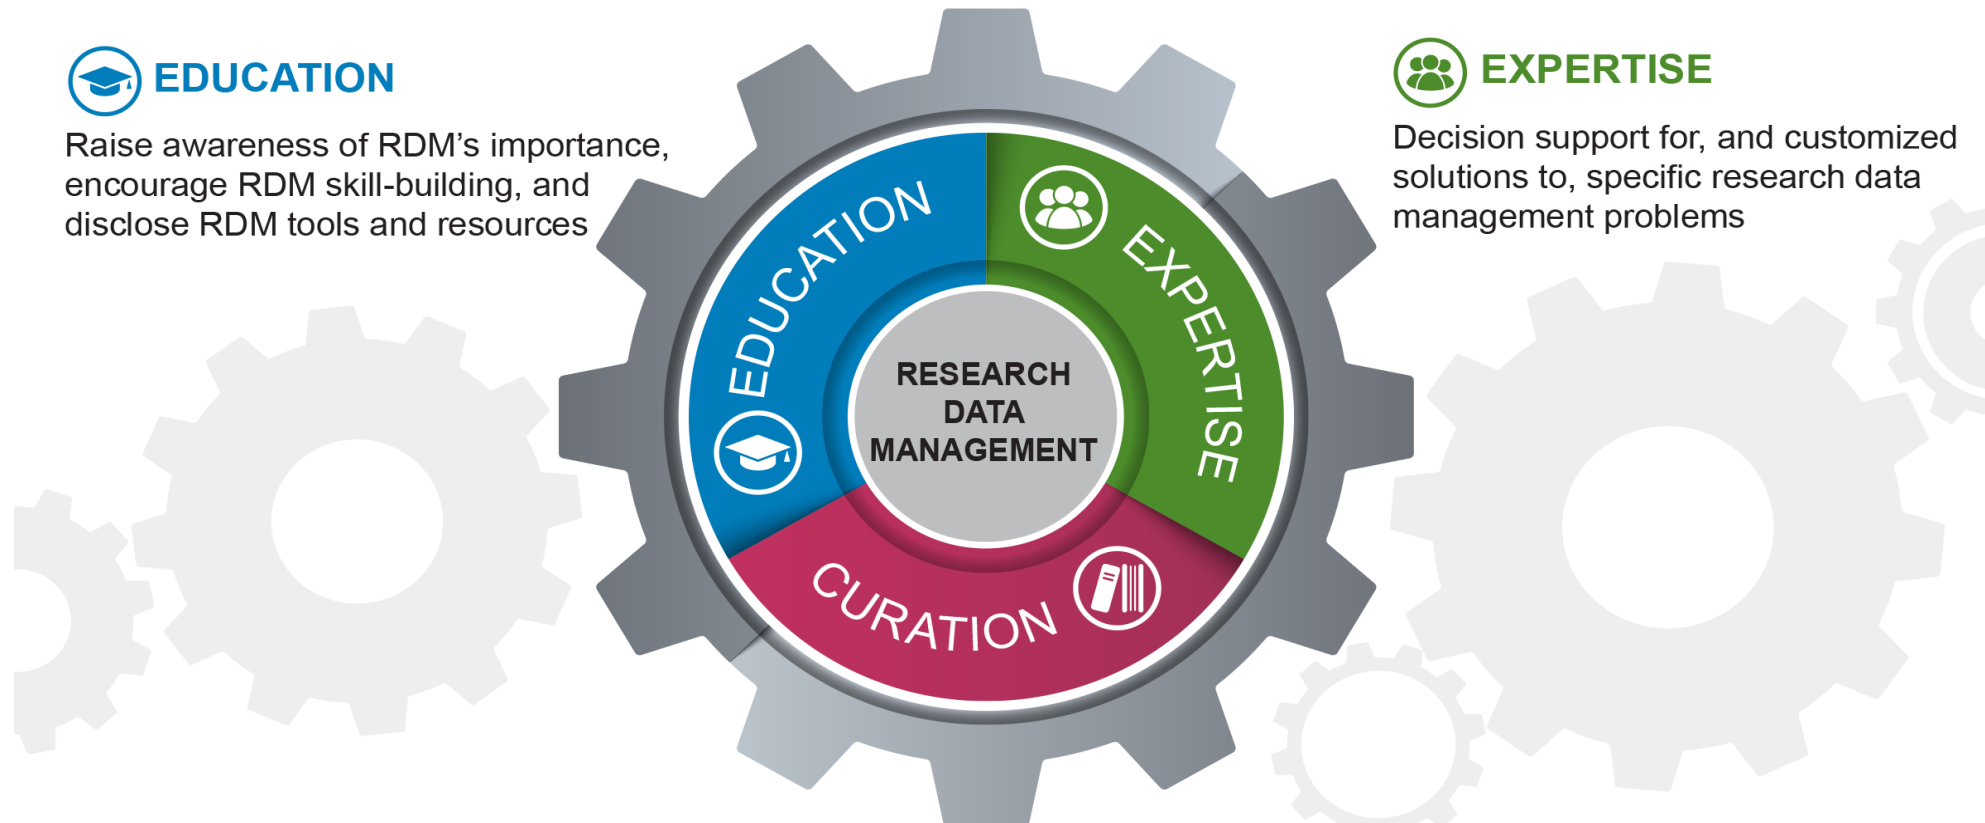 EDUCATION
Raise awareness of RDM’s importance,
encourage RDM skill-building, and
disclose RDM tools and resources
EXPERTISE
Decision support for, and customized
solutions to, specific research data
management problems
EDUCATION
EXPERTISE
CURATION
RESEARCH
DATA
MANAGEMENT